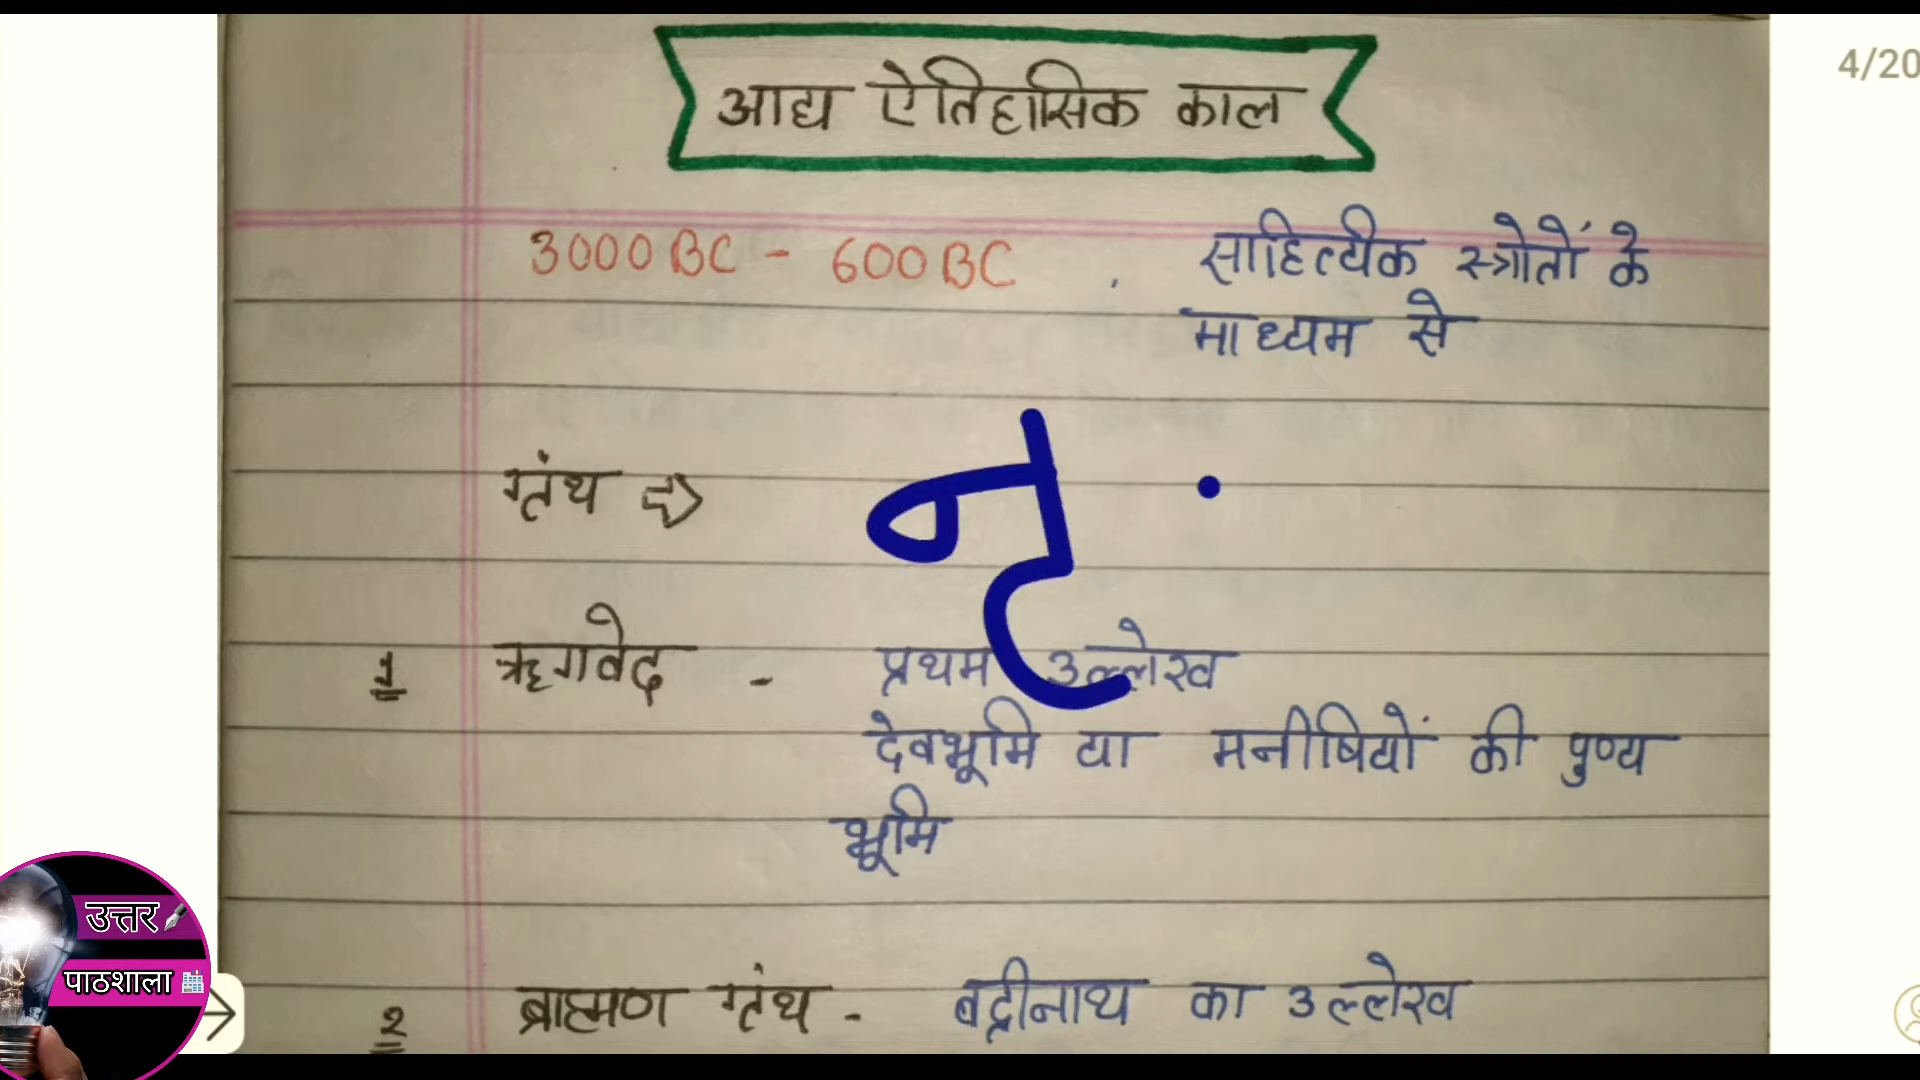 4/20
आद्य ऐतिहासिक काल
3000 BC - 600 BC . साहित्यीक स्त्रोतों के
माध्यम से
ग्रंथ ⇒
1 ऋगवेद - प्रथम उल्लेख
देवभूमि या मनीषियों की पुण्य
भूमि
2 ब्राह्मण ग्रंथ - बद्रीनाथ का उल्लेख
उत्तर
पाठशाला